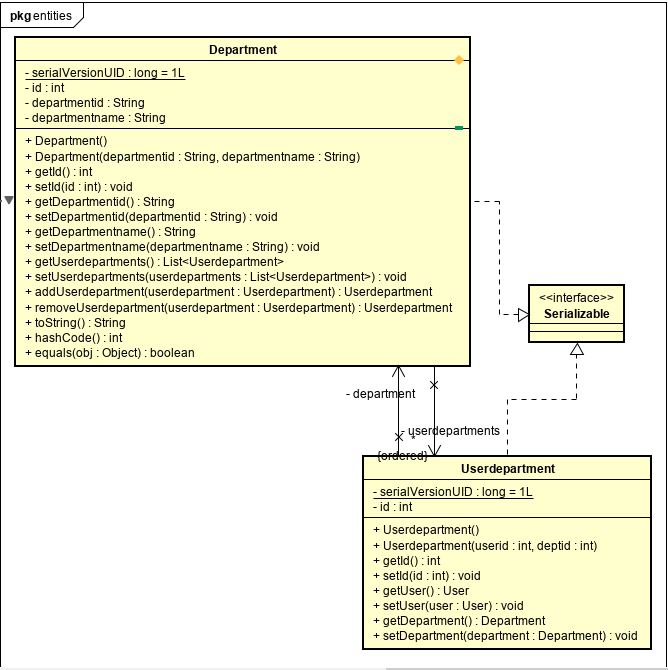 pkg entities
Department
- serialVersionUID : long = 1L
- id : int
- departmentid : String
- departmentname : String
+ Department()
+ Department(departmentid : String, departmentname : String)
+ getId() : int
+ setId(id : int) : void
+ getDepartmentid() : String
+ setDepartmentid(departmentid : String) : void
+ getDepartmentname() : String
+ setDepartmentname(departmentname : String) : void
+ getUserdepartments() : List<Userdepartment>
+ setUserdepartments(userdepartments : List<Userdepartment>) : void
+ addUserdepartment(userdepartment : Userdepartment) : Userdepartment
+ removeUserdepartment(userdepartment : Userdepartment) : Userdepartment
+ toString() : String
+ hashCode() : int
+ equals(obj : Object) : boolean
<<interface>>
Serializable
- department
- userdepartments
*
{ordered}
Userdepartment
- serialVersionUID : long = 1L
- id : int
+ Userdepartment()
+ Userdepartment(userid : int, deptid : int)
+ getId() : int
+ setId(id : int) : void
+ getUser() : User
+ setUser(user : User) : void
+ getDepartment() : Department
+ setDepartment(department : Department) : void